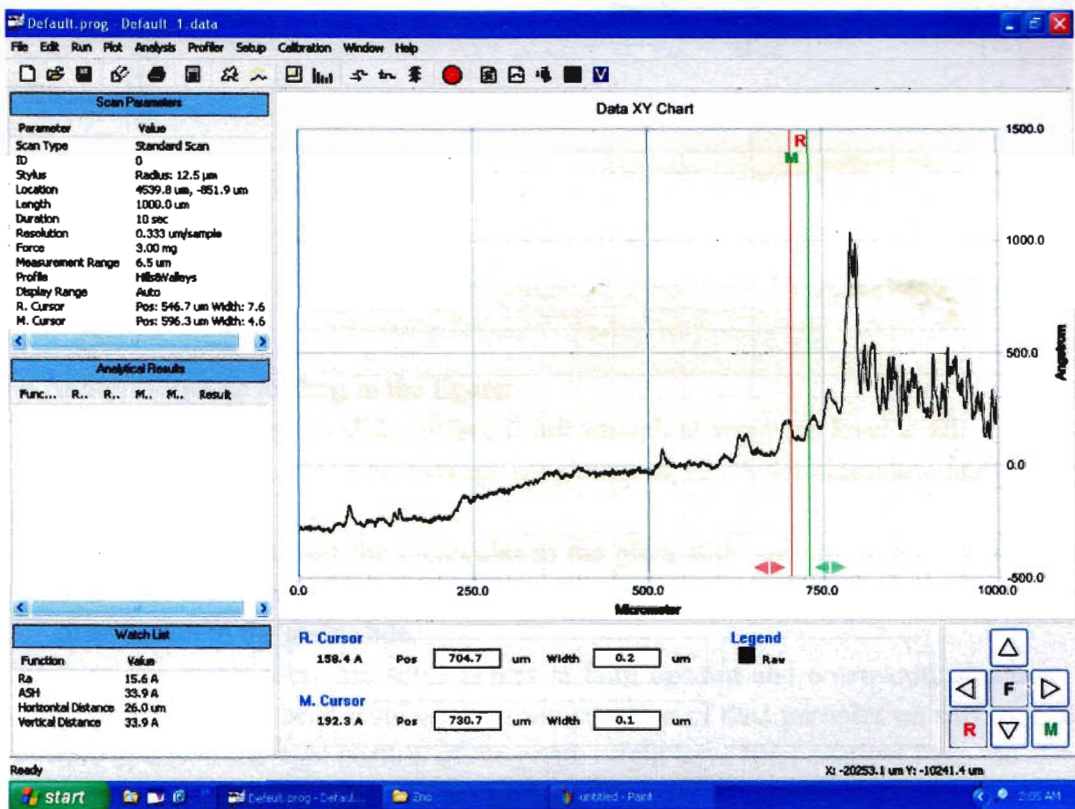 Default.prog - Default_1.data
File Edit Run Plot Analysis Profiler Setup Calibration Window Help
Scan Parameters
Parameter Value
Scan Type Standard Scan
ID 0
Stylus Radius: 12.5 µm
Location 4539.8 um, -851.9 um
Length 1000.0 um
Duration 10 sec
Resolution 0.333 um/sample
Force 3.00 mg
Measurement Range 6.5 um
Profile Hills&Valleys
Display Range Auto
R. Cursor Pos: 546.7 um Width: 7.6
M. Cursor Pos: 596.3 um Width: 4.6
Analytical Results
Func... R.. R.. M.. M.. Result
Watch List
Function Value
Ra 15.6 A
ASH 33.9 A
Horizontal Distance 26.0 um
Vertical Distance 33.9 A
Data XY Chart
R
M
1500.0
1000.0
500.0
0.0
-500.0
Angstrom
0.0 250.0 500.0 750.0 1000.0
Micrometer
R. Cursor
158.4 A Pos 704.7 um Width 0.2 um
M. Cursor
192.3 A Pos 730.7 um Width 0.1 um
Legend
Raw
F
R M
Ready
X: -20253.1 um Y: -10241.4 um
start Default.prog - Defaul... Zno untitled - Paint 2:05 AM